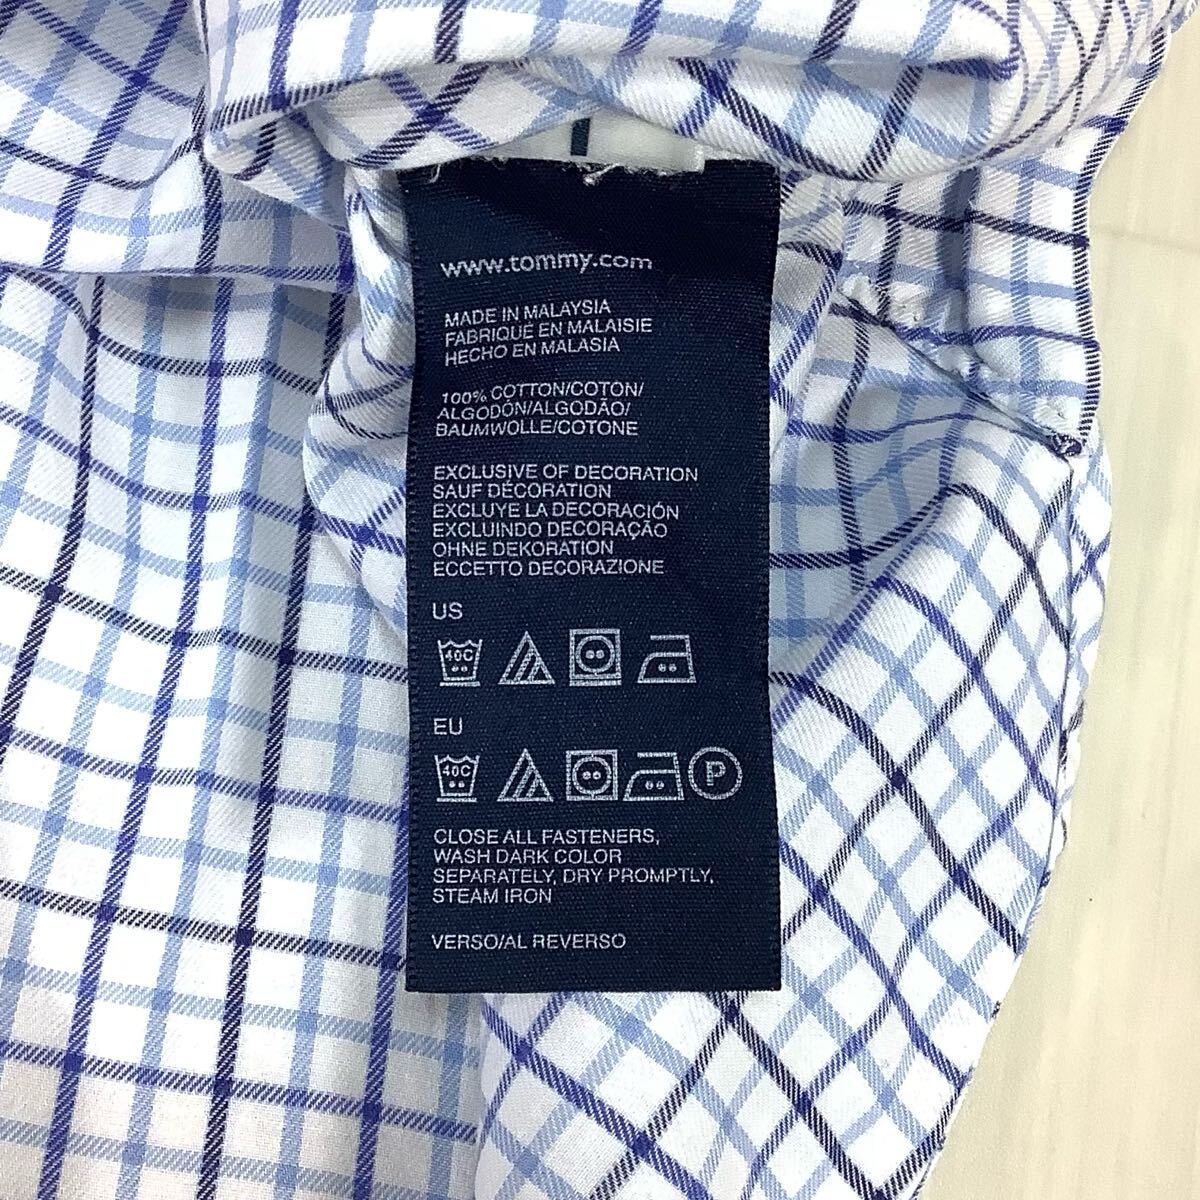 www.tommy.com
MADE IN MALAYSIA
FABRIQUÉ EN MALAISIE
HECHO EN MALASIA
100% COTTON/COTON/
ALGODÓN/ALGODÃO/
BAUMWOLLE/COTONE
EXCLUSIVE OF DECORATION
SAUF DÉCORATION
EXCLUYE LA DECORACIÓN
EXCLUINDO DECORAÇÃO
OHNE DEKORATION
ECCETTO DECORAZIONE
US
40C
EU
40C P
CLOSE ALL FASTENERS,
WASH DARK COLOR
SEPARATELY, DRY PROMPTLY,
STEAM IRON
VERSO/AL REVERSO